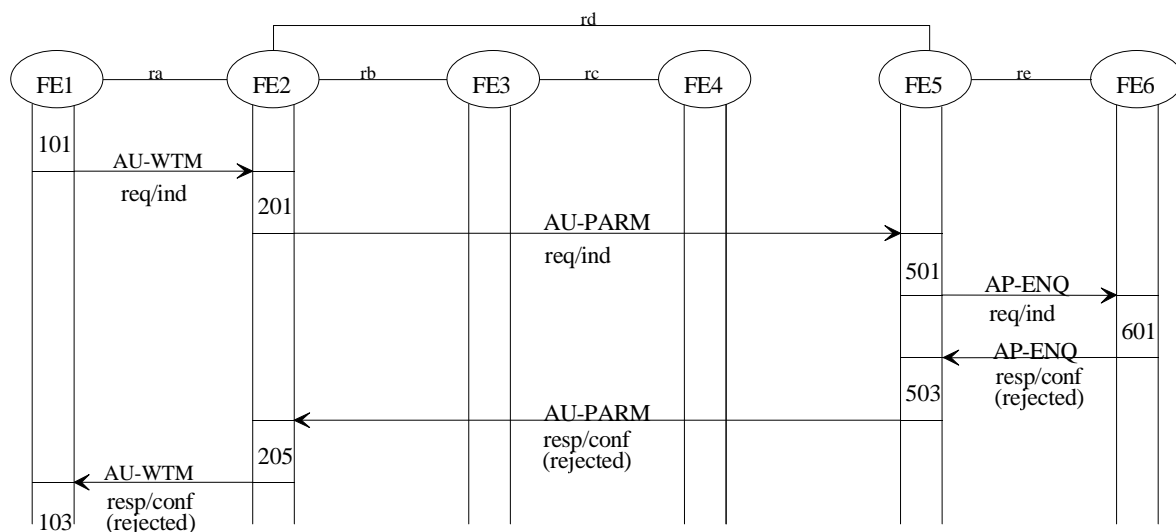 rd
FE1
ra
FE2
rb
FE3
rc
FE4
FE5
re
FE6
101
AU-WTM
req/ind
201
AU-PARM
req/ind
501
AP-ENQ
req/ind
601
AP-ENQ
resp/conf
(rejected)
503
AU-PARM
resp/conf
(rejected)
205
AU-WTM
resp/conf
(rejected)
103